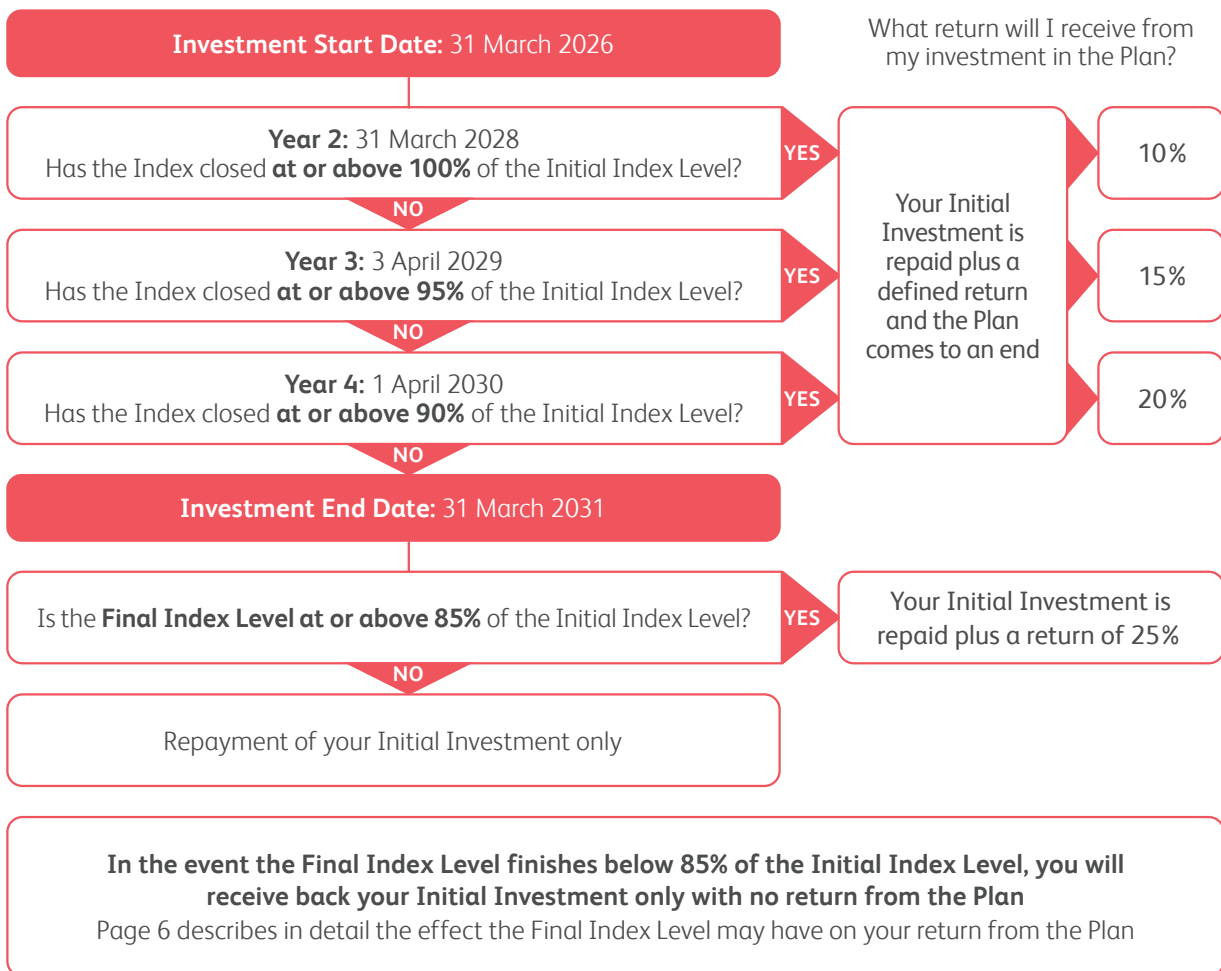 Investment Start Date: 31 March 2026
What return will I receive from
my investment in the Plan?
Year 2: 31 March 2028
Has the Index closed at or above 100% of the Initial Index Level?
YES
NO
10%
Year 3: 3 April 2029
Has the Index closed at or above 95% of the Initial Index Level?
YES
NO
15%
Year 4: 1 April 2030
Has the Index closed at or above 90% of the Initial Index Level?
YES
NO
20%
Your Initial
Investment is
repaid plus a
defined return
and the Plan
comes to an end
Investment End Date: 31 March 2031
Is the Final Index Level at or above 85% of the Initial Index Level?
YES
Your Initial Investment is
repaid plus a return of 25%
NO
Repayment of your Initial Investment only
In the event the Final Index Level finishes below 85% of the Initial Index Level, you will
receive back your Initial Investment only with no return from the Plan
Page 6 describes in detail the effect the Final Index Level may have on your return from the Plan